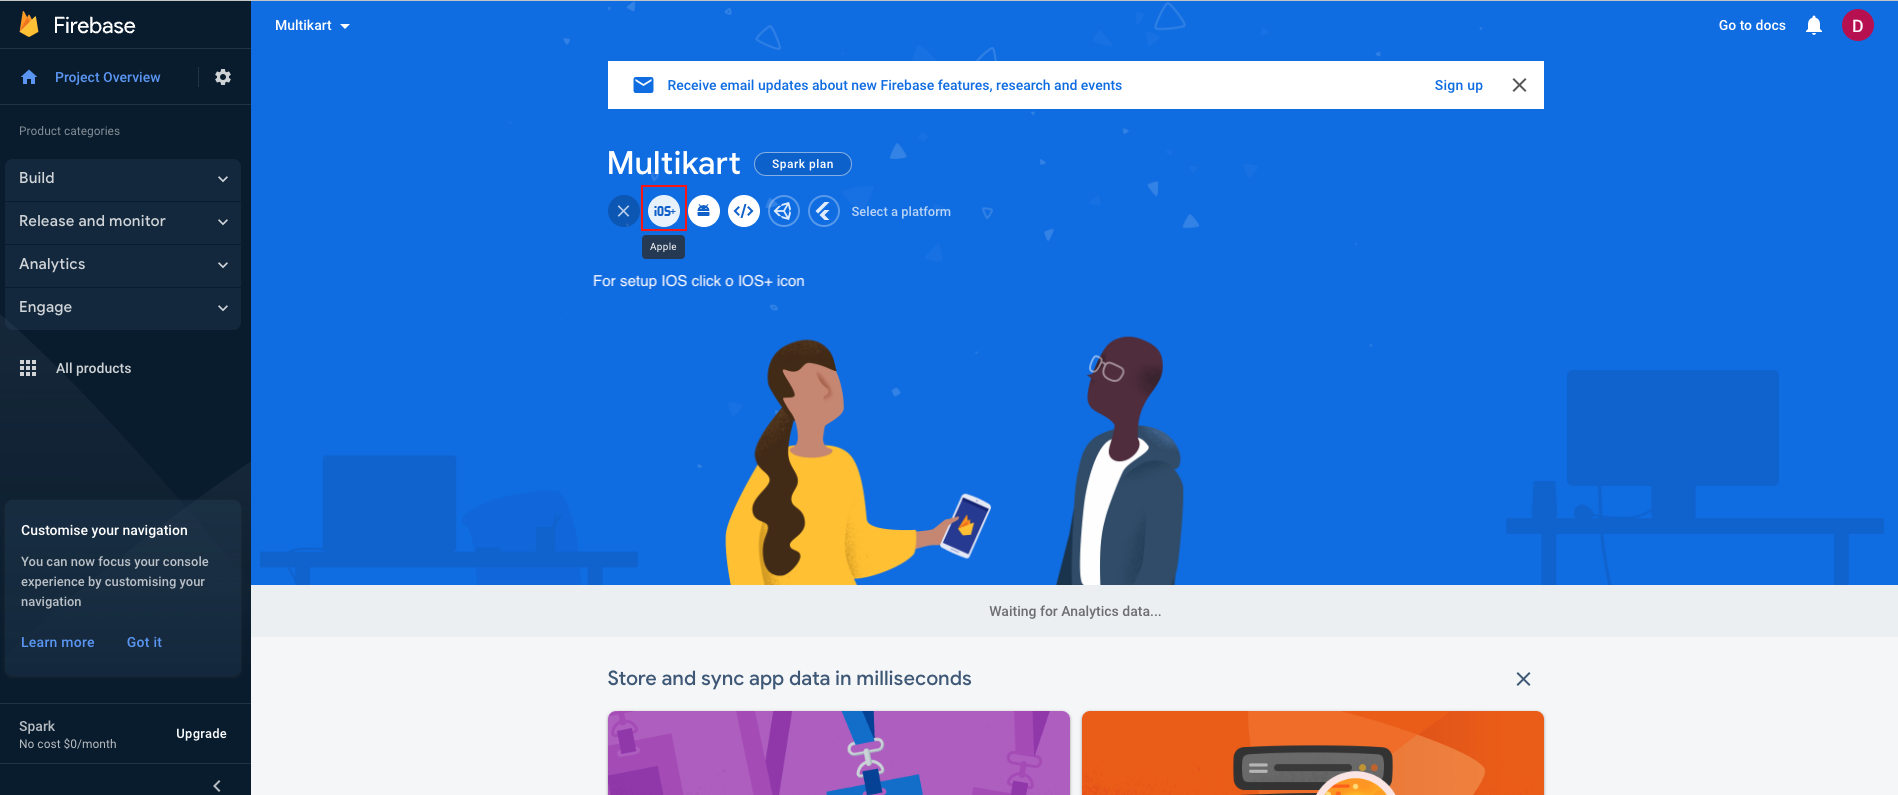 Firebase
Multikart
Go to docs
D
Project Overview
Receive email updates about new Firebase features, research and events
Sign up
Product categories
Build
Release and monitor
Analytics
Engage
All products
Multikart
Spark plan
iOS+
</>
Select a platform
Apple
For setup IOS click o IOS+ icon
Customise your navigation
You can now focus your console
experience by customising your
navigation
Learn more
Got it
Waiting for Analytics data...
Store and sync app data in milliseconds
Spark
No cost $0/month
Upgrade